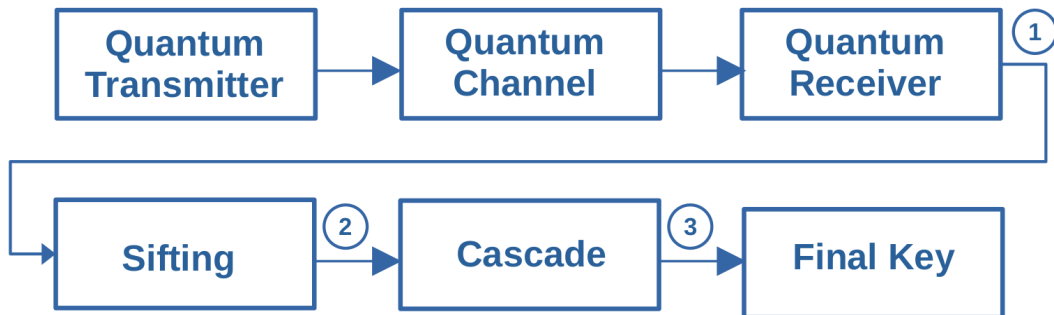 Quantum
Transmitter
Quantum
Channel
Quantum
Receiver
1
Sifting
2
Cascade
3
Final Key